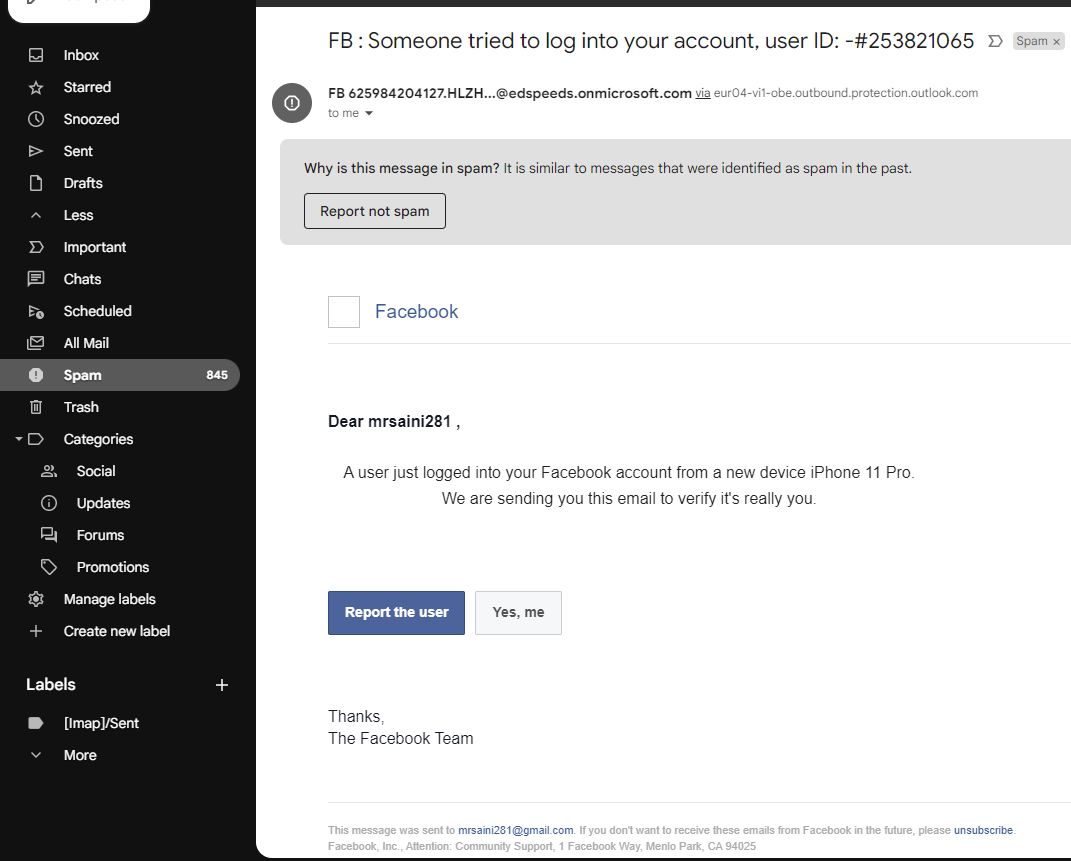 Inbox
Starred
Snoozed
Sent
Drafts
Less
Important
Chats
Scheduled
All Mail
Spam 845
Trash
Categories
Social
Updates
Forums
Promotions
Manage labels
Create new label
Labels
[Imap]/Sent
More
FB : Someone tried to log into your account, user ID: -#253821065 Spam ×
FB 625984204127.HLZH...@edspeeds.onmicrosoft.com via eur04-vi1-obe.outbound.protection.outlook.com
to me
Why is this message in spam? It is similar to messages that were identified as spam in the past.
Report not spam
Facebook
Dear mrsaini281 ,
A user just logged into your Facebook account from a new device iPhone 11 Pro.
We are sending you this email to verify it's really you.
Report the user Yes, me
Thanks,
The Facebook Team
This message was sent to mrsaini281@gmail.com. If you don't want to receive these emails from Facebook in the future, please unsubscribe.
Facebook, Inc., Attention: Community Support, 1 Facebook Way, Menlo Park, CA 94025